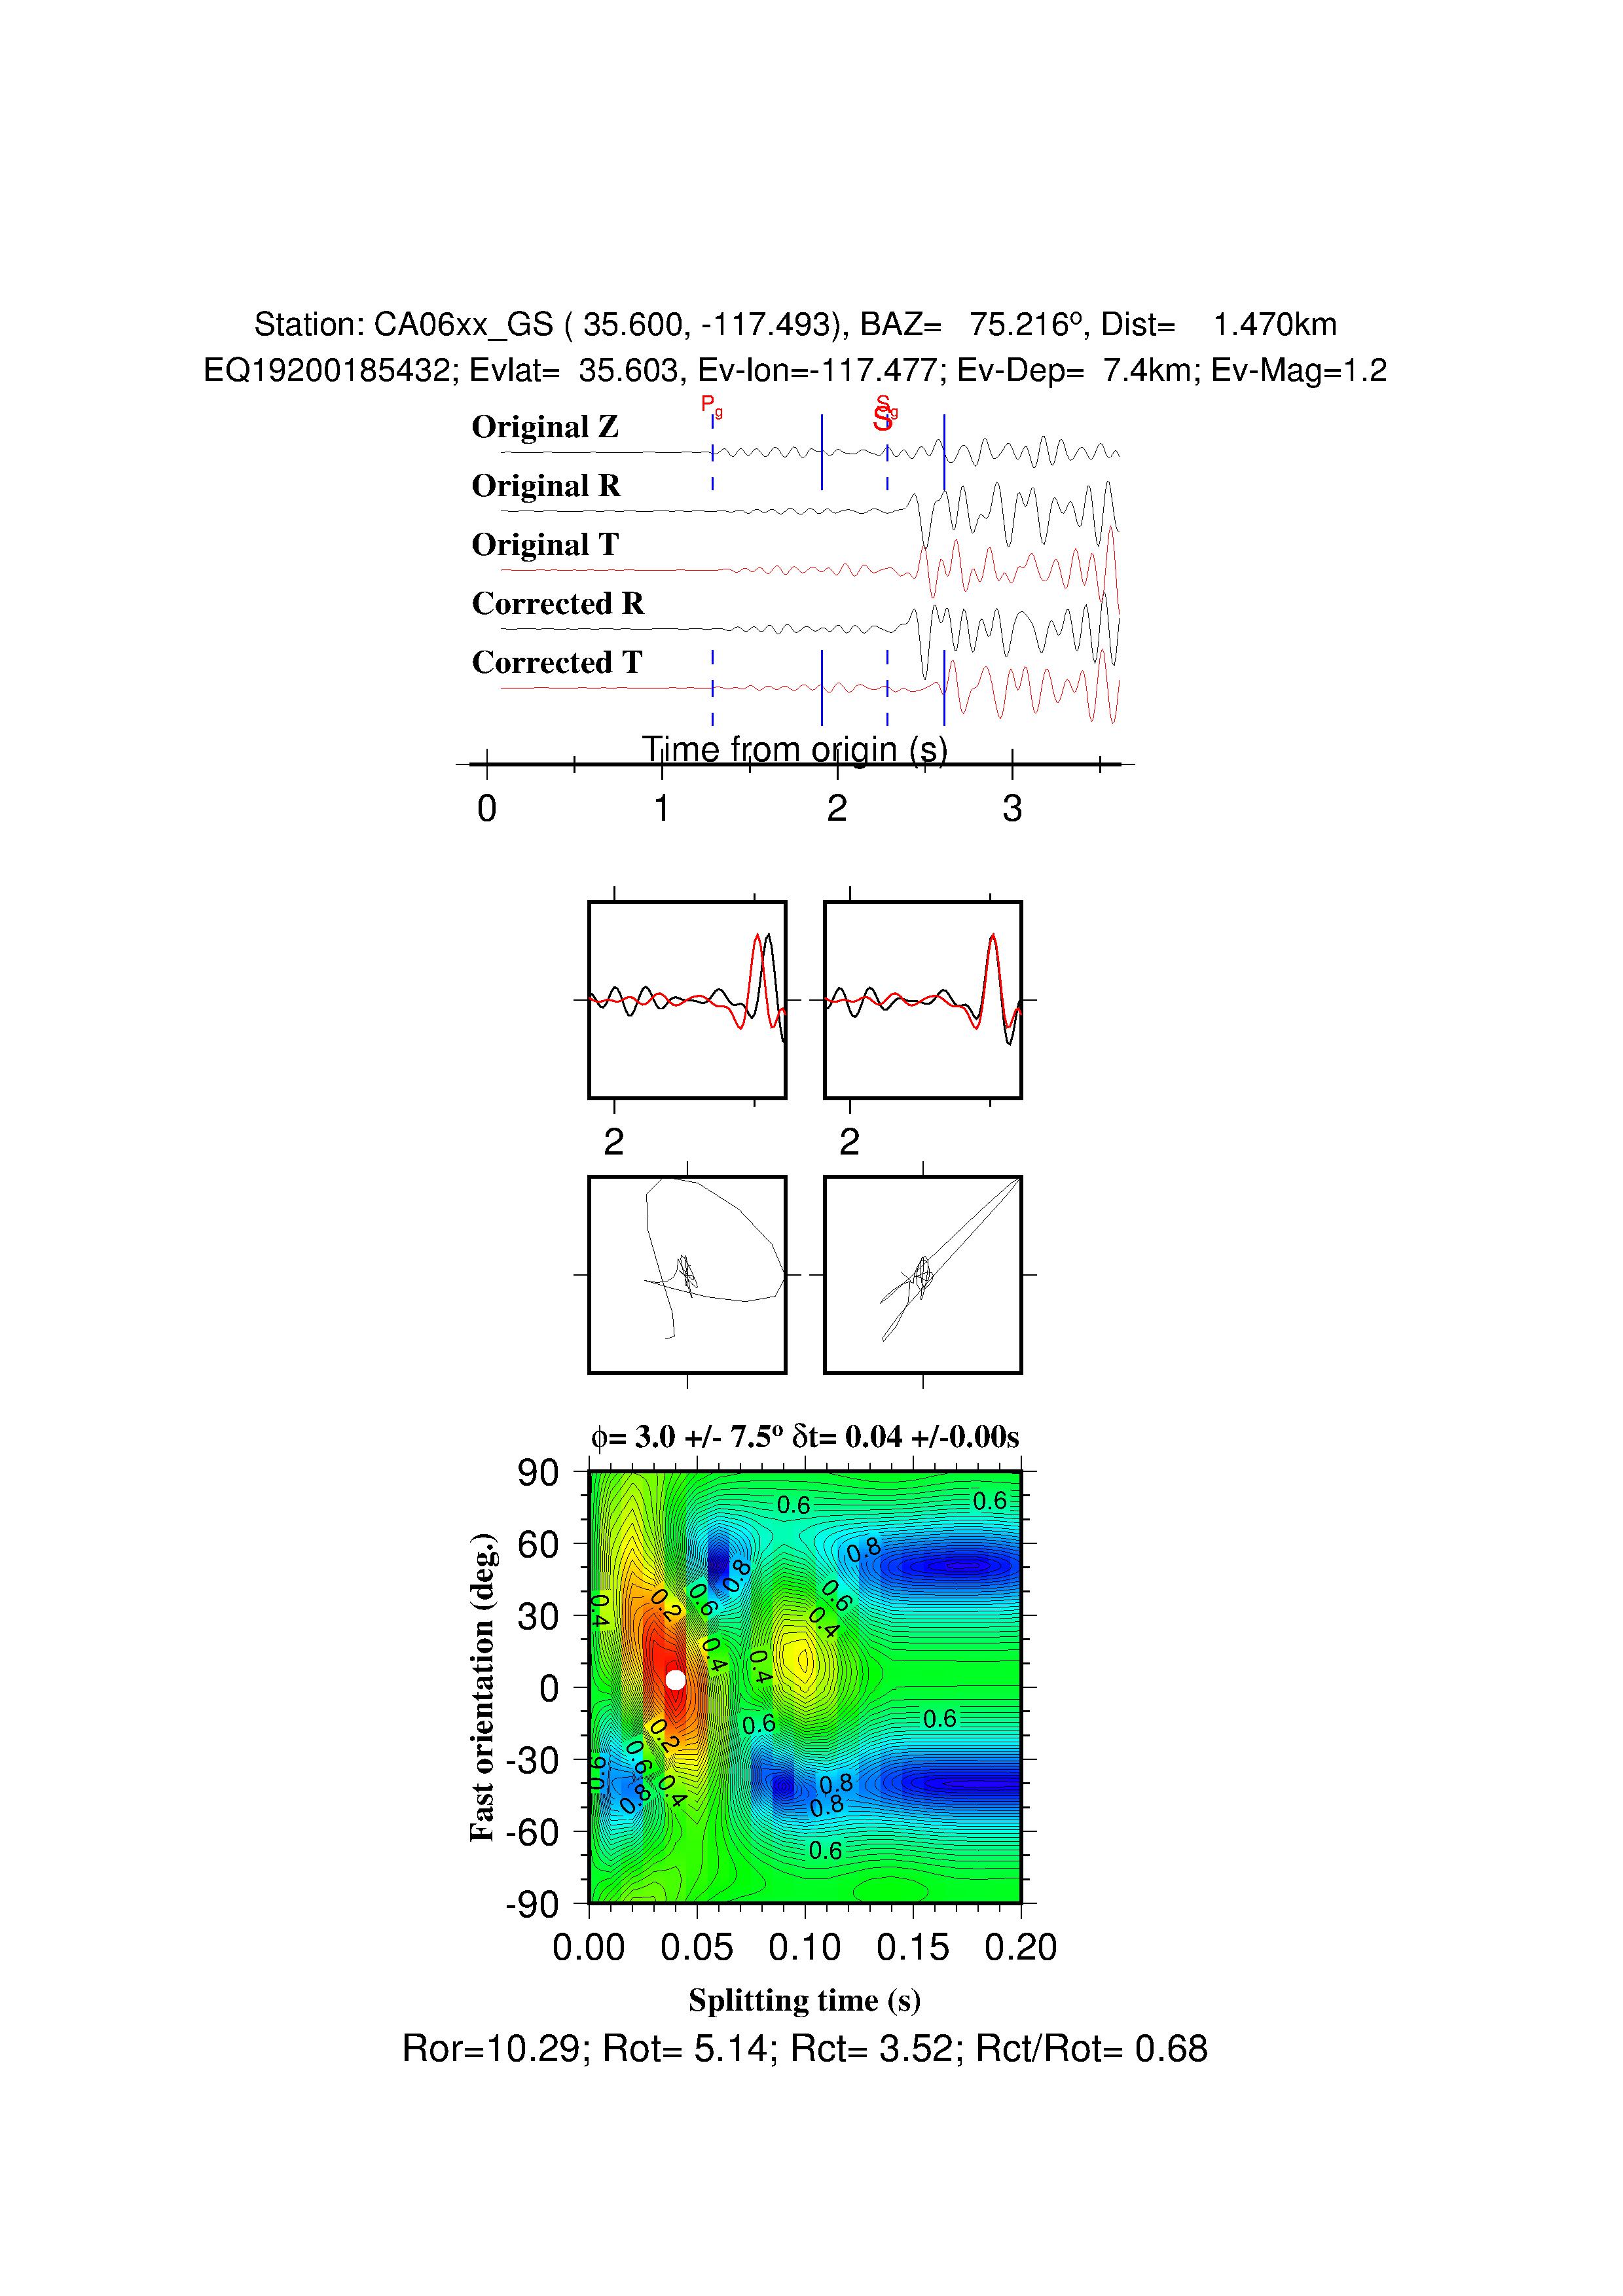 Station: CA06xx_GS ( 35.600, -117.493), BAZ= 75.216º, Dist= 1.470km
EQ19200185432; Evlat= 35.603, Ev-lon=-117.477; Ev-Dep= 7.4km; Ev-Mag=1.2
Pg Sg
S
Original Z
Original R
Original T
Corrected R
Corrected T
Time from origin (s)
0 1 2 3
2 2
ϕ= 3.0 +/- 7.5º δt= 0.04 +/-0.00s
90
60
30
0
-30
-60
-90
Fast orientation (deg.)
0.6 0.6
0.8 0.8
0.4 0.2 0.6 0.6
0.4 0.4 0.4
0.2 0.6 0.6
0.6 0.6 0.8 0.4 0.8 0.8
0.6
0.00 0.05 0.10 0.15 0.20
Splitting time (s)
Ror=10.29; Rot= 5.14; Rct= 3.52; Rct/Rot= 0.68